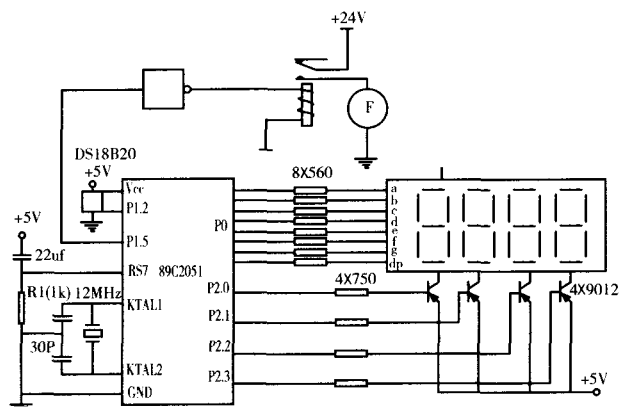 +24V
F
DS18B20
+5V
Vcc
P1.2
P1.5
RS7
89C2051
KTAL1
KTAL2
GND
P0
P2.0
P2.1
P2.2
P2.3
+5V
22uf
R1(1k)
12MHz
30P
8X560
a
b
c
d
e
f
g
dp
4X750
4X9012
+5V